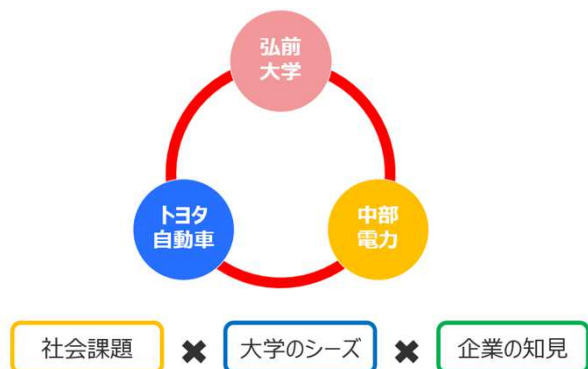 弘前
大学
トヨタ
自動車
中部
電力
社会課題 ✖ 大学のシーズ ✖ 企業の知見